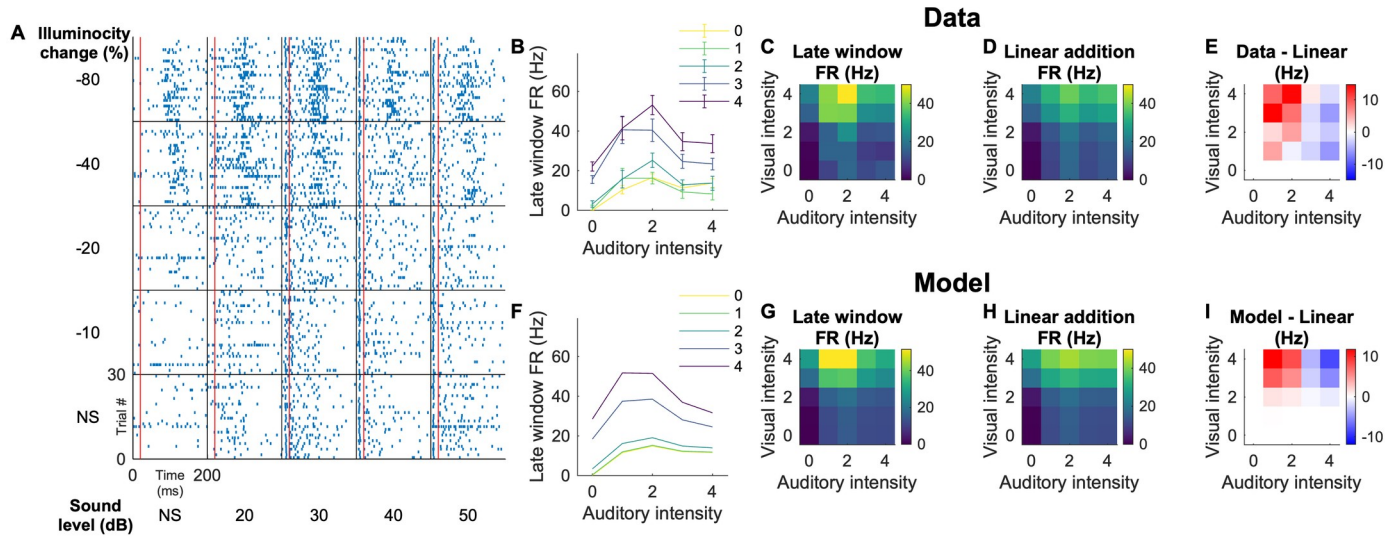 Data
A
Illuminocity
change (%)
-80
-40
-20
-10
NS
30
Trial #
0
0
Time
(ms)
200
Sound
level (dB)
NS
20
30
40
50
B
0
1
2
3
4
Late window FR (Hz)
60
40
20
0
0
2
4
Auditory intensity
C
Late window
FR (Hz)
Visual intensity
4
2
0
0
2
4
Auditory intensity
40
20
0
D
Linear addition
FR (Hz)
Visual intensity
4
2
0
0
2
4
Auditory intensity
40
20
0
E
Data - Linear
(Hz)
Visual intensity
4
2
0
0
2
4
Auditory intensity
10
0
-10
Model
F
0
1
2
3
4
Late window FR (Hz)
60
40
20
0
0
2
4
Auditory intensity
G
Late window
FR (Hz)
Visual intensity
4
2
0
0
2
4
Auditory intensity
40
20
0
H
Linear addition
FR (Hz)
Visual intensity
4
2
0
0
2
4
Auditory intensity
40
20
0
I
Model - Linear
(Hz)
Visual intensity
4
2
0
0
2
4
Auditory intensity
10
0
-10